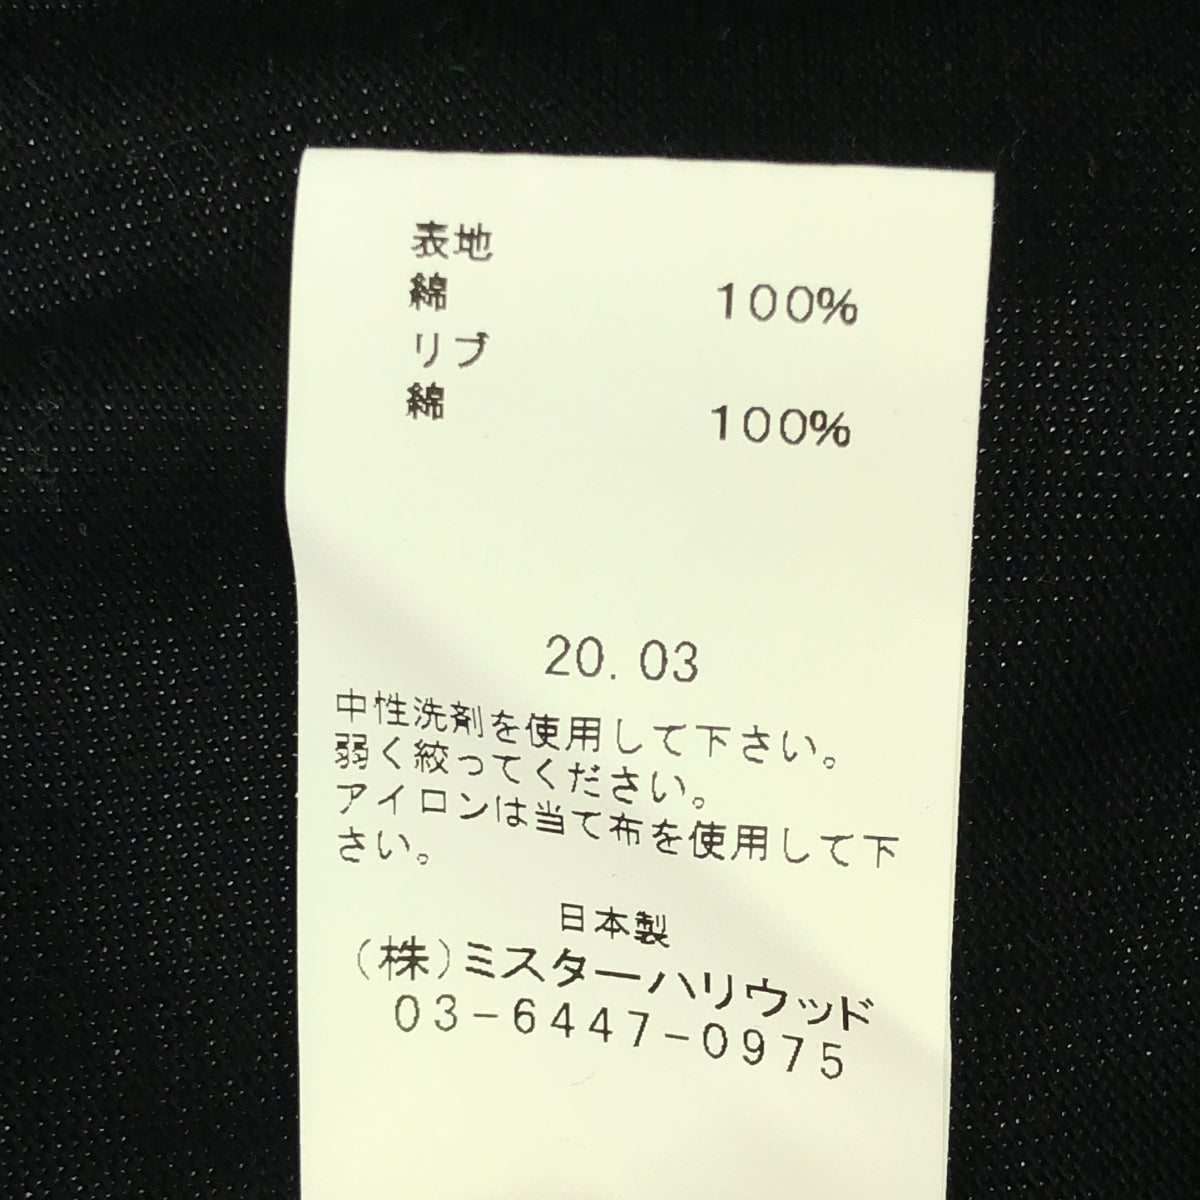 表地
綿 100%
リブ
綿 100%
20.03
中性洗剤を使用して下さい。
弱く絞ってください。
アイロンは当て布を使用して下
さい。
日本製
(株)ミスターハリウッド
03-6447-0975